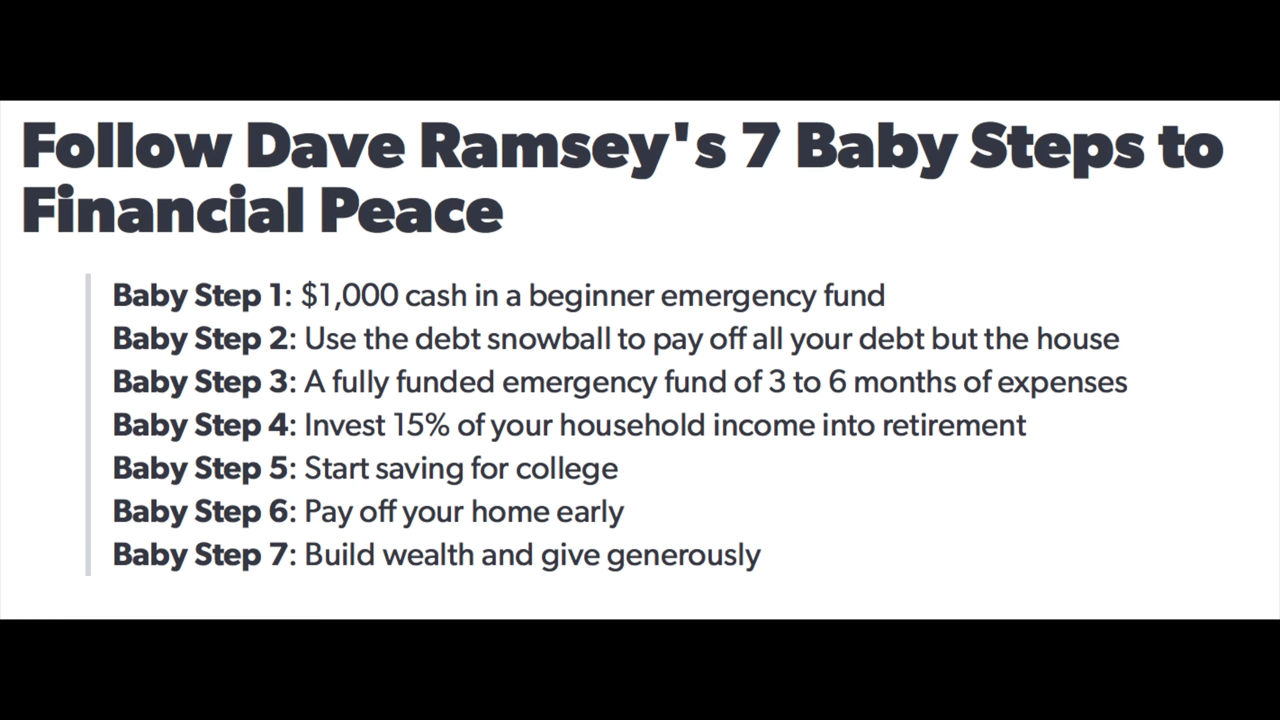 Follow Dave Ramsey's 7 Baby Steps to
Financial Peace
Baby Step 1: $1,000 cash in a beginner emergency fund
Baby Step 2: Use the debt snowball to pay off all your debt but the house
Baby Step 3: A fully funded emergency fund of 3 to 6 months of expenses
Baby Step 4: Invest 15% of your household income into retirement
Baby Step 5: Start saving for college
Baby Step 6: Pay off your home early
Baby Step 7: Build wealth and give generously